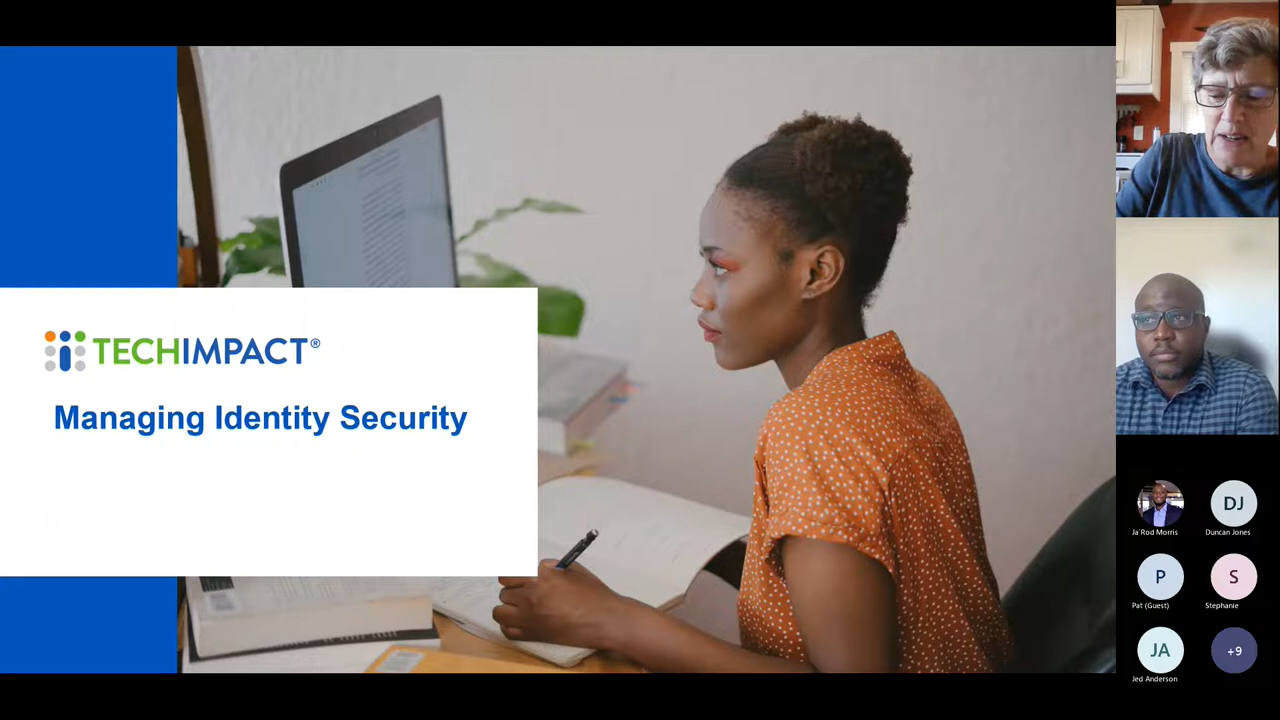 TECHIMPACT®
Managing Identity Security
DJ
Ja'Rod Morris
Duncan Jones
P
S
Pat (Guest)
Stephanie
JA
+9
Jed Anderson